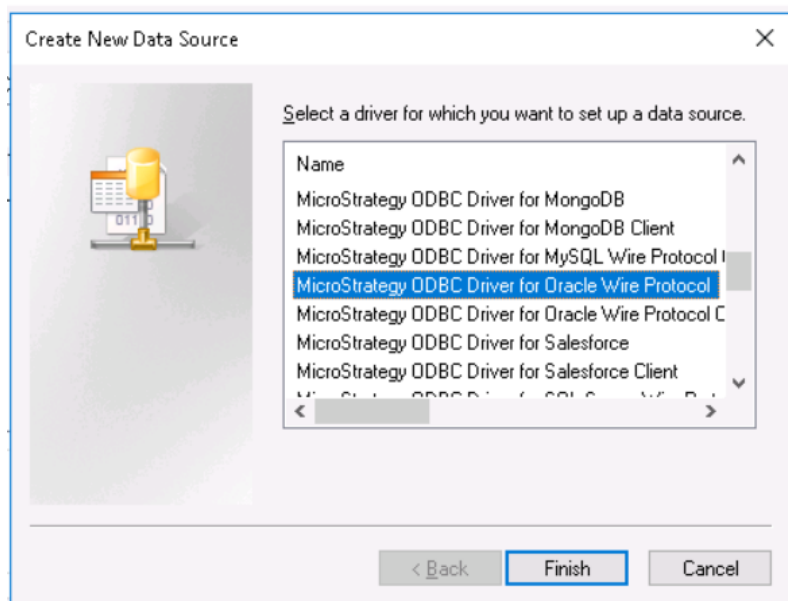 Create New Data Source
Select a driver for which you want to set up a data source.
Name
MicroStrategy ODBC Driver for MongoDB
MicroStrategy ODBC Driver for MongoDB Client
MicroStrategy ODBC Driver for MySQL Wire Protocol
MicroStrategy ODBC Driver for Oracle Wire Protocol
MicroStrategy ODBC Driver for Oracle Wire Protocol C
MicroStrategy ODBC Driver for Salesforce
MicroStrategy ODBC Driver for Salesforce Client
< Back
Finish
Cancel